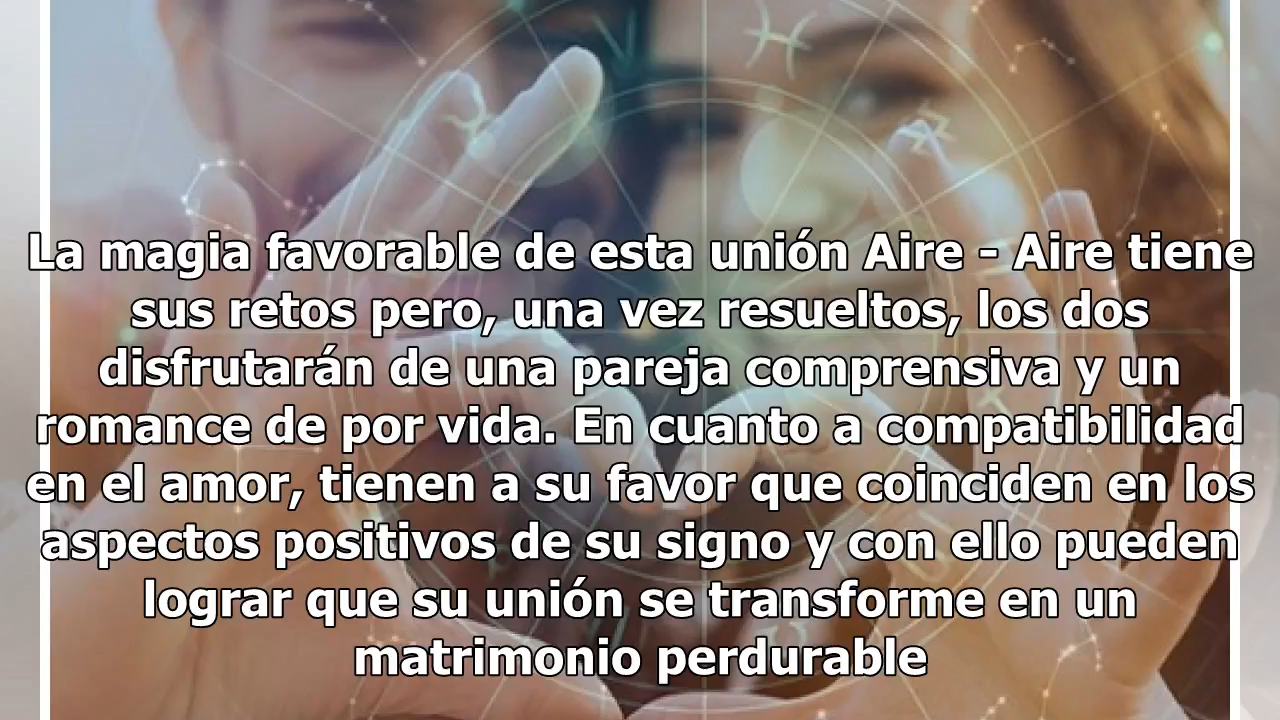 La magia favorable de esta unión Aire - Aire tiene
sus retos pero, una vez resueltos, los dos
disfrutarán de una pareja comprensiva y un
romance de por vida. En cuanto a compatibilidad
en el amor, tienen a su favor que coinciden en los
aspectos positivos de su signo y con ello pueden
lograr que su unión se transforme en un
matrimonio perdurable